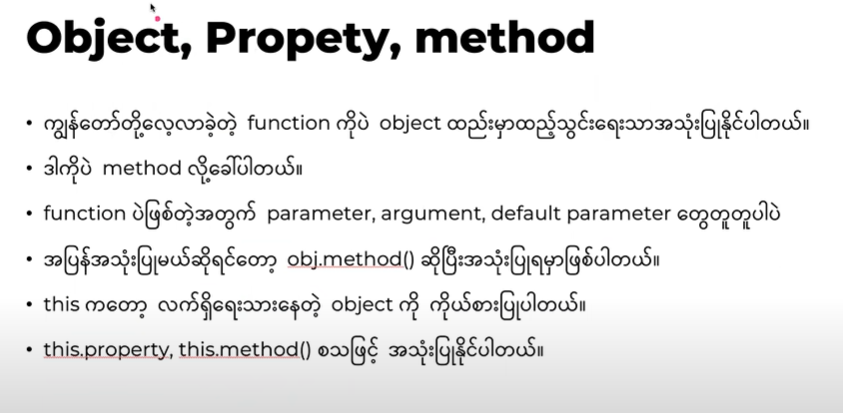 Object, Propety, method
• ကျွန်တော်တို့လေ့လာခဲ့တဲ့ function ကိုပဲ object ထည်းမှာထည့်သွင်းရေးသာအသုံးပြုနိုင်ပါတယ်။
• ဒါကိုပဲ method လို့ခေါ်ပါတယ်။
• function ပဲဖြစ်တဲ့အတွက် parameter, argument, default parameter တွေတူတူပါပဲ
• အပြန်အသုံးပြုမယ်ဆိုရင်တော့ obj.method() ဆိုပြီးအသုံးပြုရမှာဖြစ်ပါတယ်။
• this ကတော့ လက်ရှိရေးသားနေတဲ့ object ကို ကိုယ်စားပြုပါတယ်။
• this.property, this.method() စသဖြင့် အသုံးပြုနိုင်ပါတယ်။